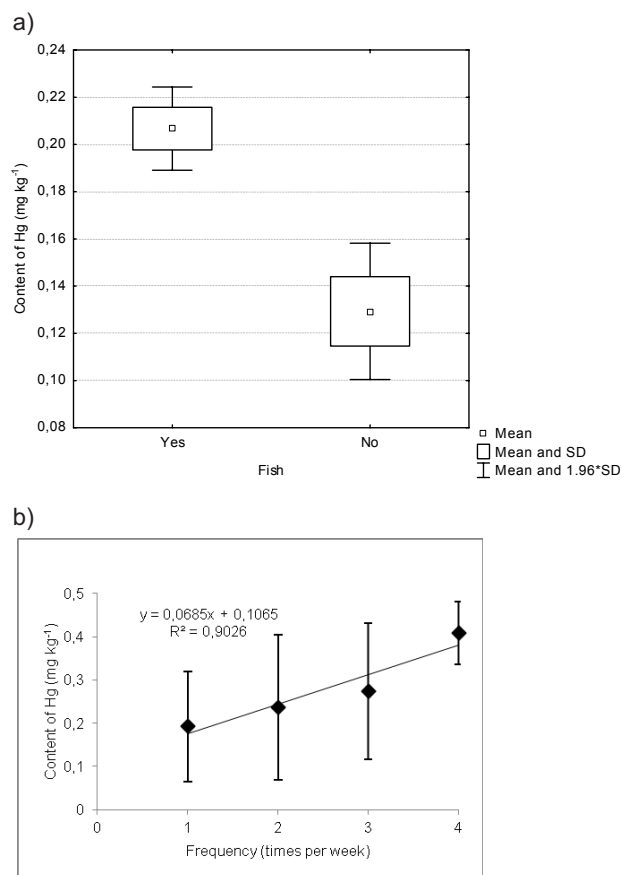 a)
0,24
0,22
0,20
0,18
0,16
0,14
0,12
0,10
0,08
Content of Hg (mg kg⁻¹)
Yes No
Fish
Mean
Mean and SD
Mean and 1.96*SD
b)
0,5
0,4
0,3
0,2
0,1
0
Content of Hg (mg kg⁻¹)
y = 0,0685x + 0,1065
R² = 0,9026
0 1 2 3 4
Frequency (times per week)